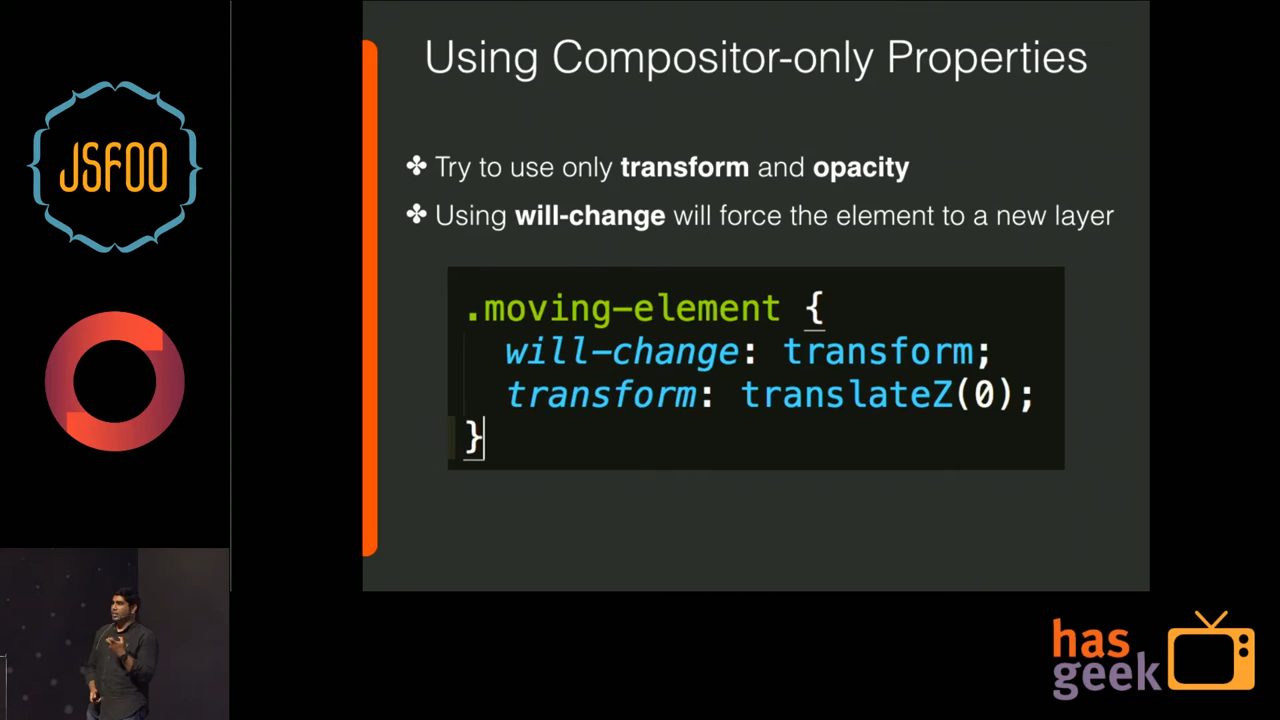 JSFOO
Using Compositor-only Properties
✤ Try to use only transform and opacity
✤ Using will-change will force the element to a new layer
.moving-element {
will-change: transform;
transform: translateZ(0);
}
has
geek